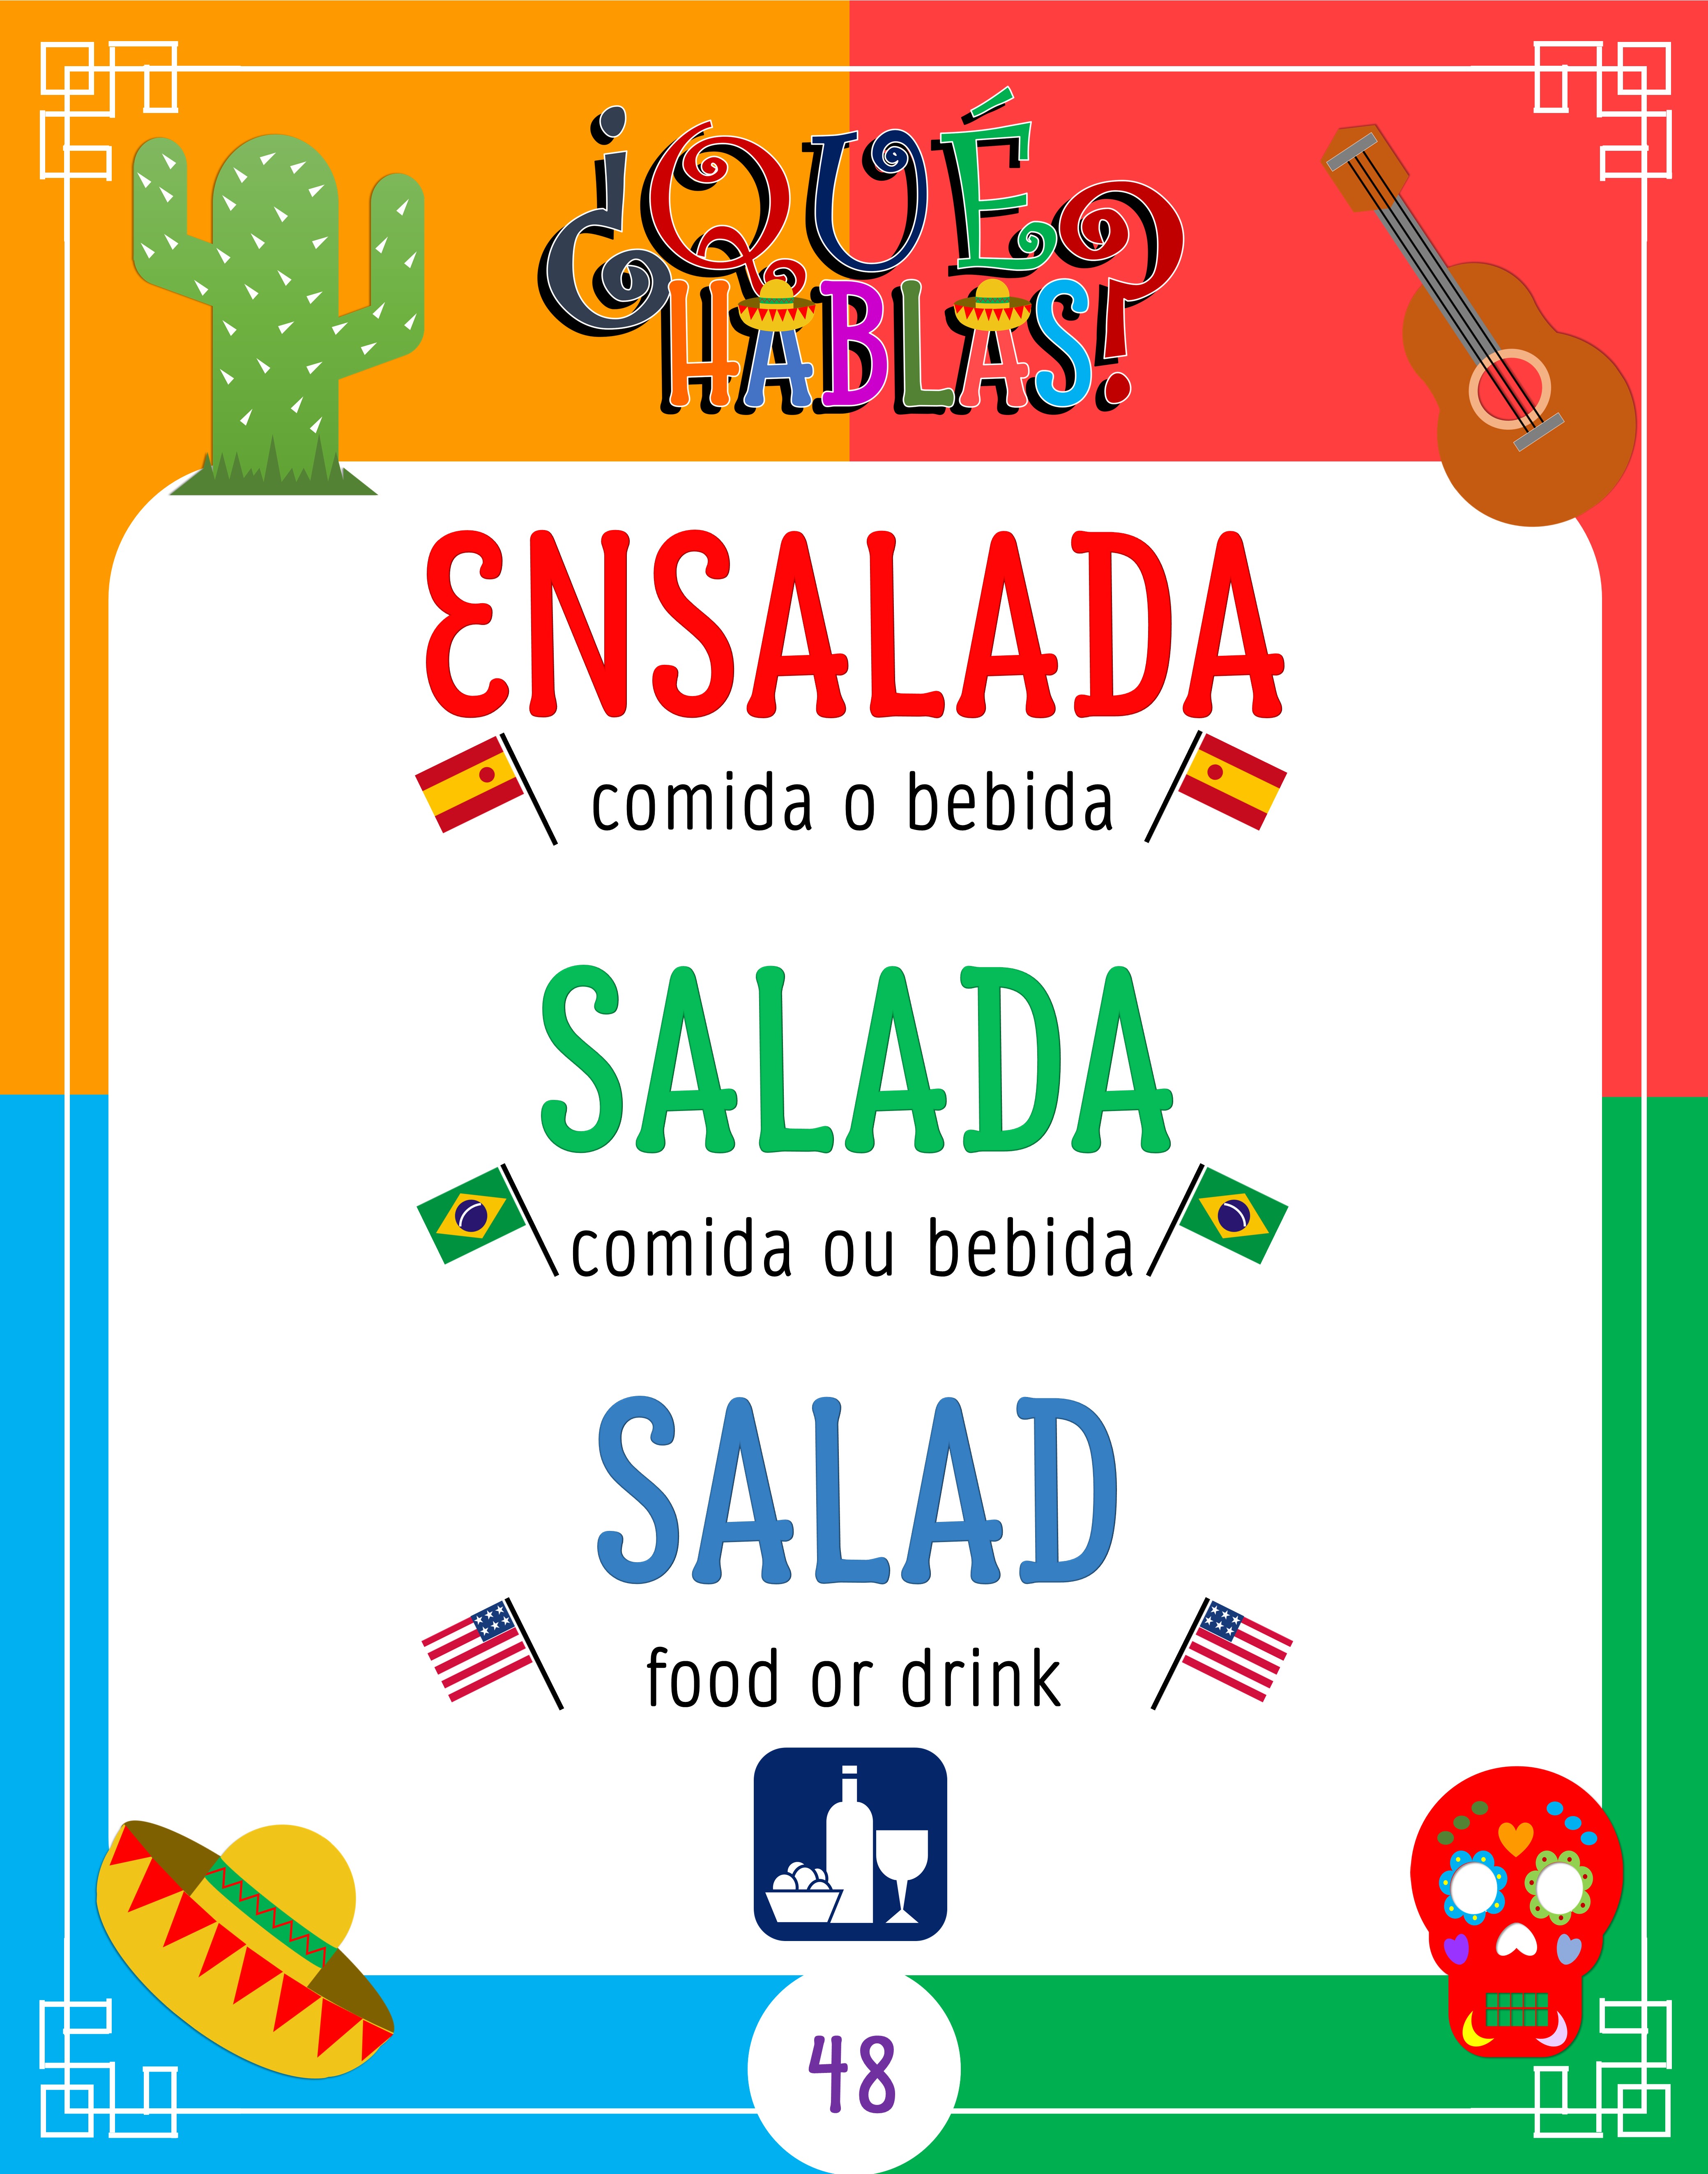 ¿QUÉ?
HABLAS!
ENSALADA
comida o bebida
SALADA
comida ou bebida
SALAD
food or drink
48